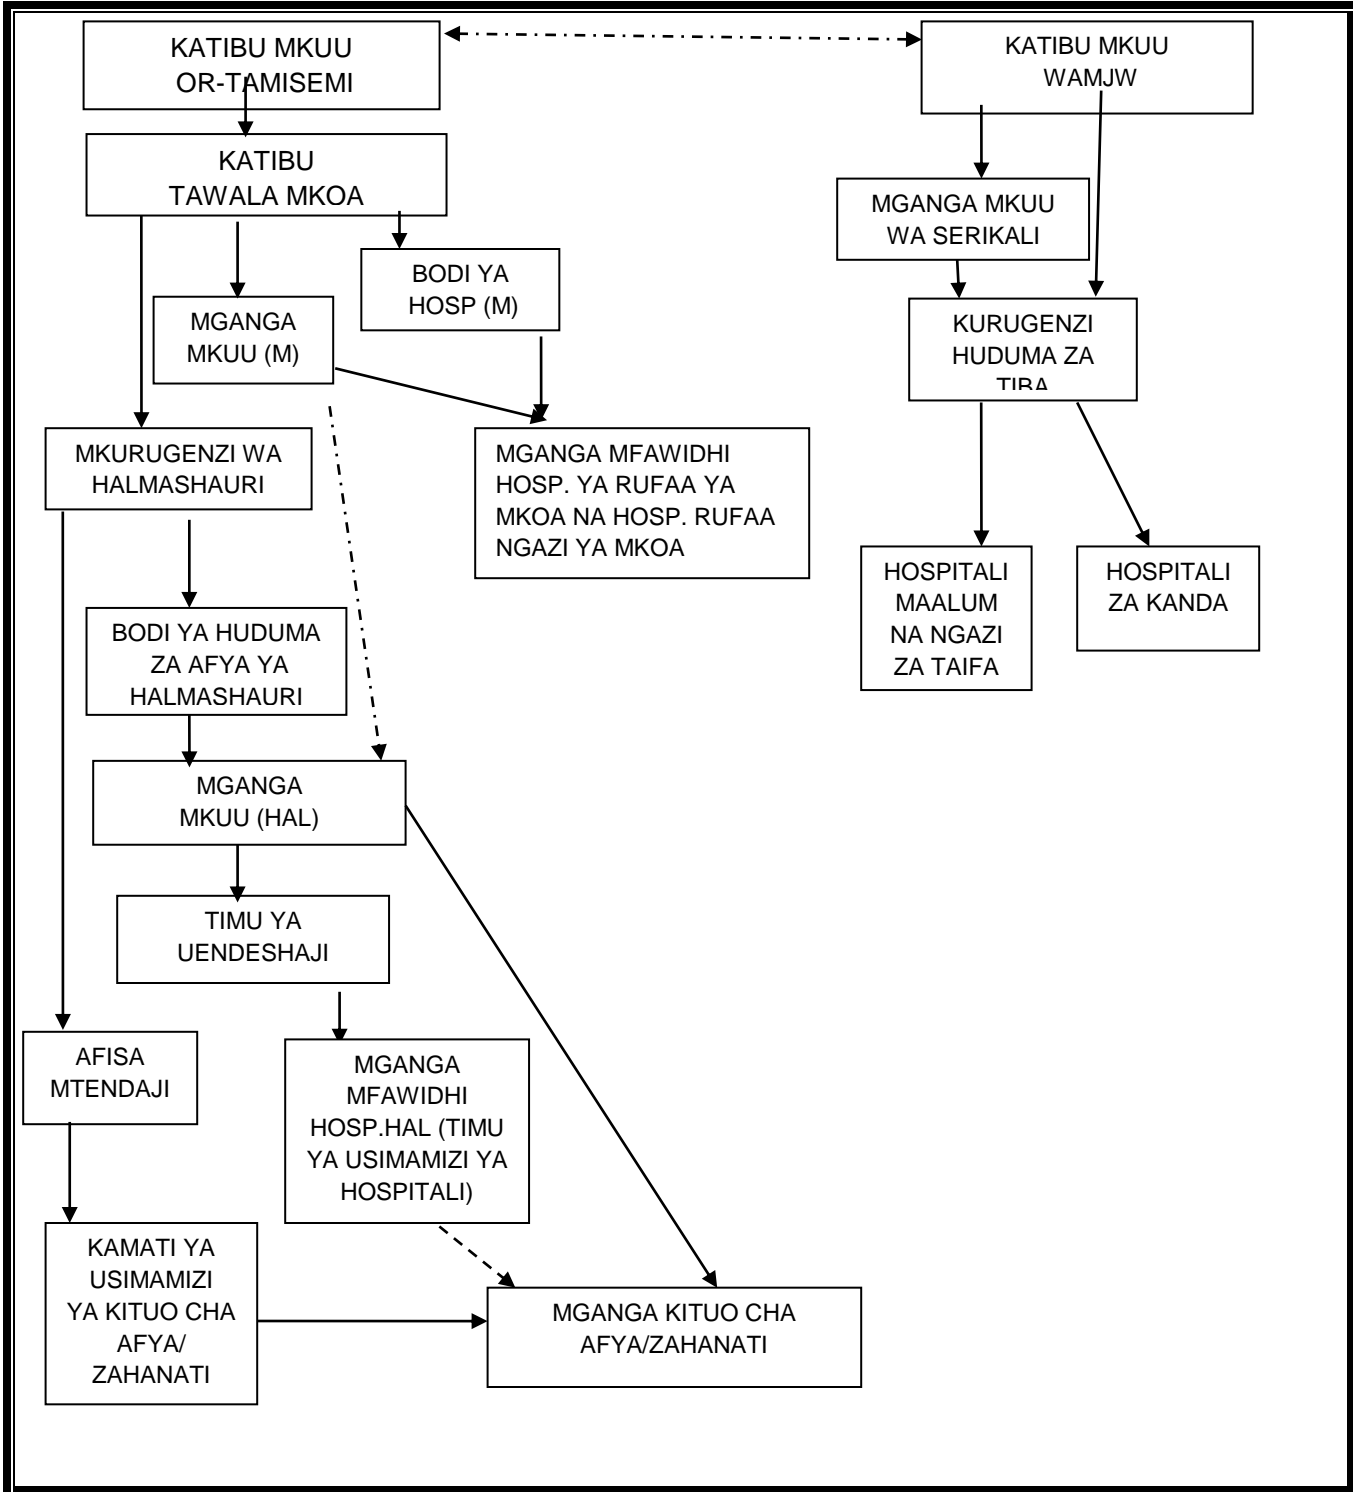 KATIBU MKUU
OR-TAMISEMI
KATIBU MKUU
WAMJW
KATIBU
TAWALA MKOA
MGANGA MKUU
WA SERIKALI
BODI YA
HOSP (M)
MGANGA
MKUU (M)
KURUGENZI
HUDUMA ZA
TIBA
MKURUGENZI WA
HALMASHAURI
MGANGA MFAWIDHI
HOSP. YA RUFAA YA
MKOA NA HOSP. RUFAA
NGAZI YA MKOA
HOSPITALI
MAALUM
NA NGAZI
ZA TAIFA
HOSPITALI
ZA KANDA
BODI YA HUDUMA
ZA AFYA YA
HALMASHAURI
MGANGA
MKUU (HAL)
TIMU YA
UENDESHAJI
AFISA
MTENDAJI
MGANGA
MFAWIDHI
HOSP.HAL (TIMU
YA USIMAMIZI YA
HOSPITALI)
KAMATI YA
USIMAMIZI
YA KITUO CHA
AFYA/
ZAHANATI
MGANGA KITUO CHA
AFYA/ZAHANATI